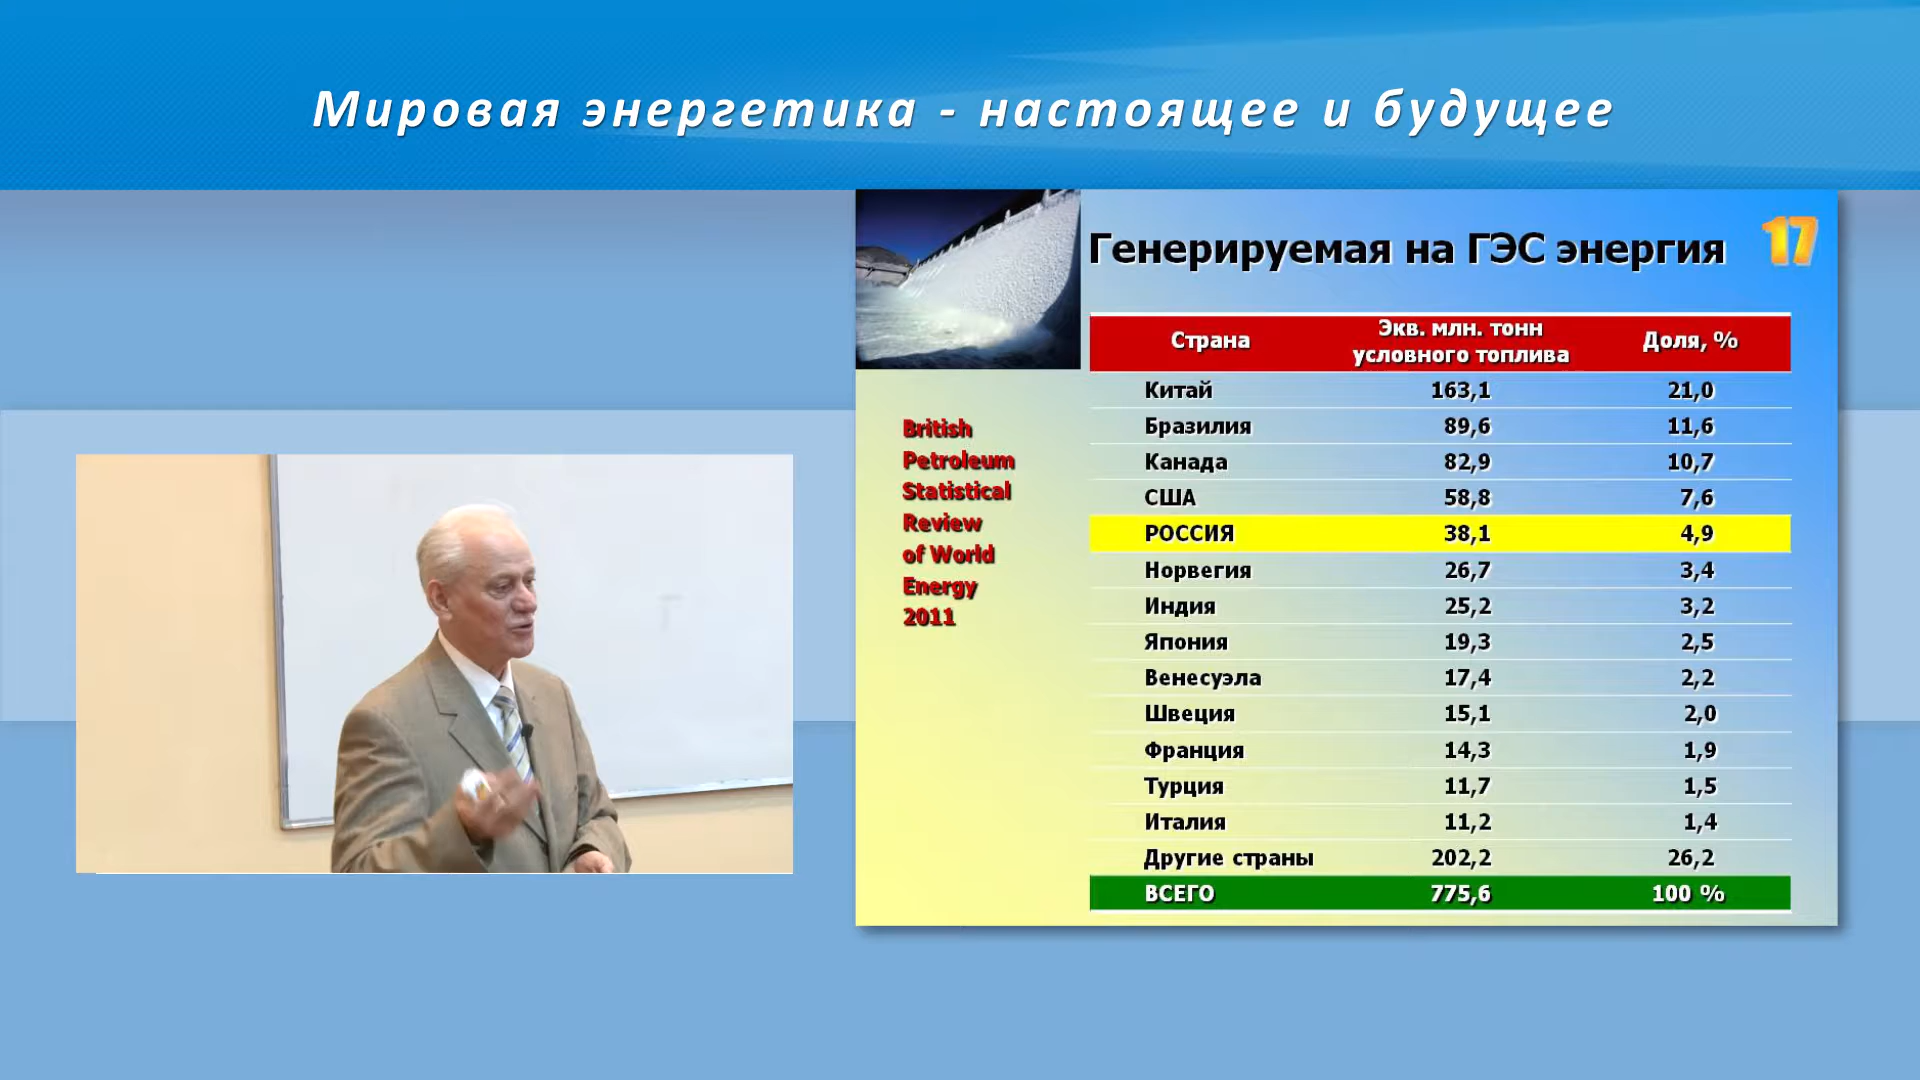 Мировая энергетика - настоящее и будущее
Генерируемая на ГЭС энергия
17
British
Petroleum
Statistical
Review
of World
Energy
2011
Страна Экв. млн. тонн условного топлива Доля, %
Китай 163,1 21,0
Бразилия 89,6 11,6
Канада 82,9 10,7
США 58,8 7,6
РОССИЯ 38,1 4,9
Норвегия 26,7 3,4
Индия 25,2 3,2
Япония 19,3 2,5
Венесуэла 17,4 2,2
Швеция 15,1 2,0
Франция 14,3 1,9
Турция 11,7 1,5
Италия 11,2 1,4
Другие страны 202,2 26,2
ВСЕГО 775,6 100 %